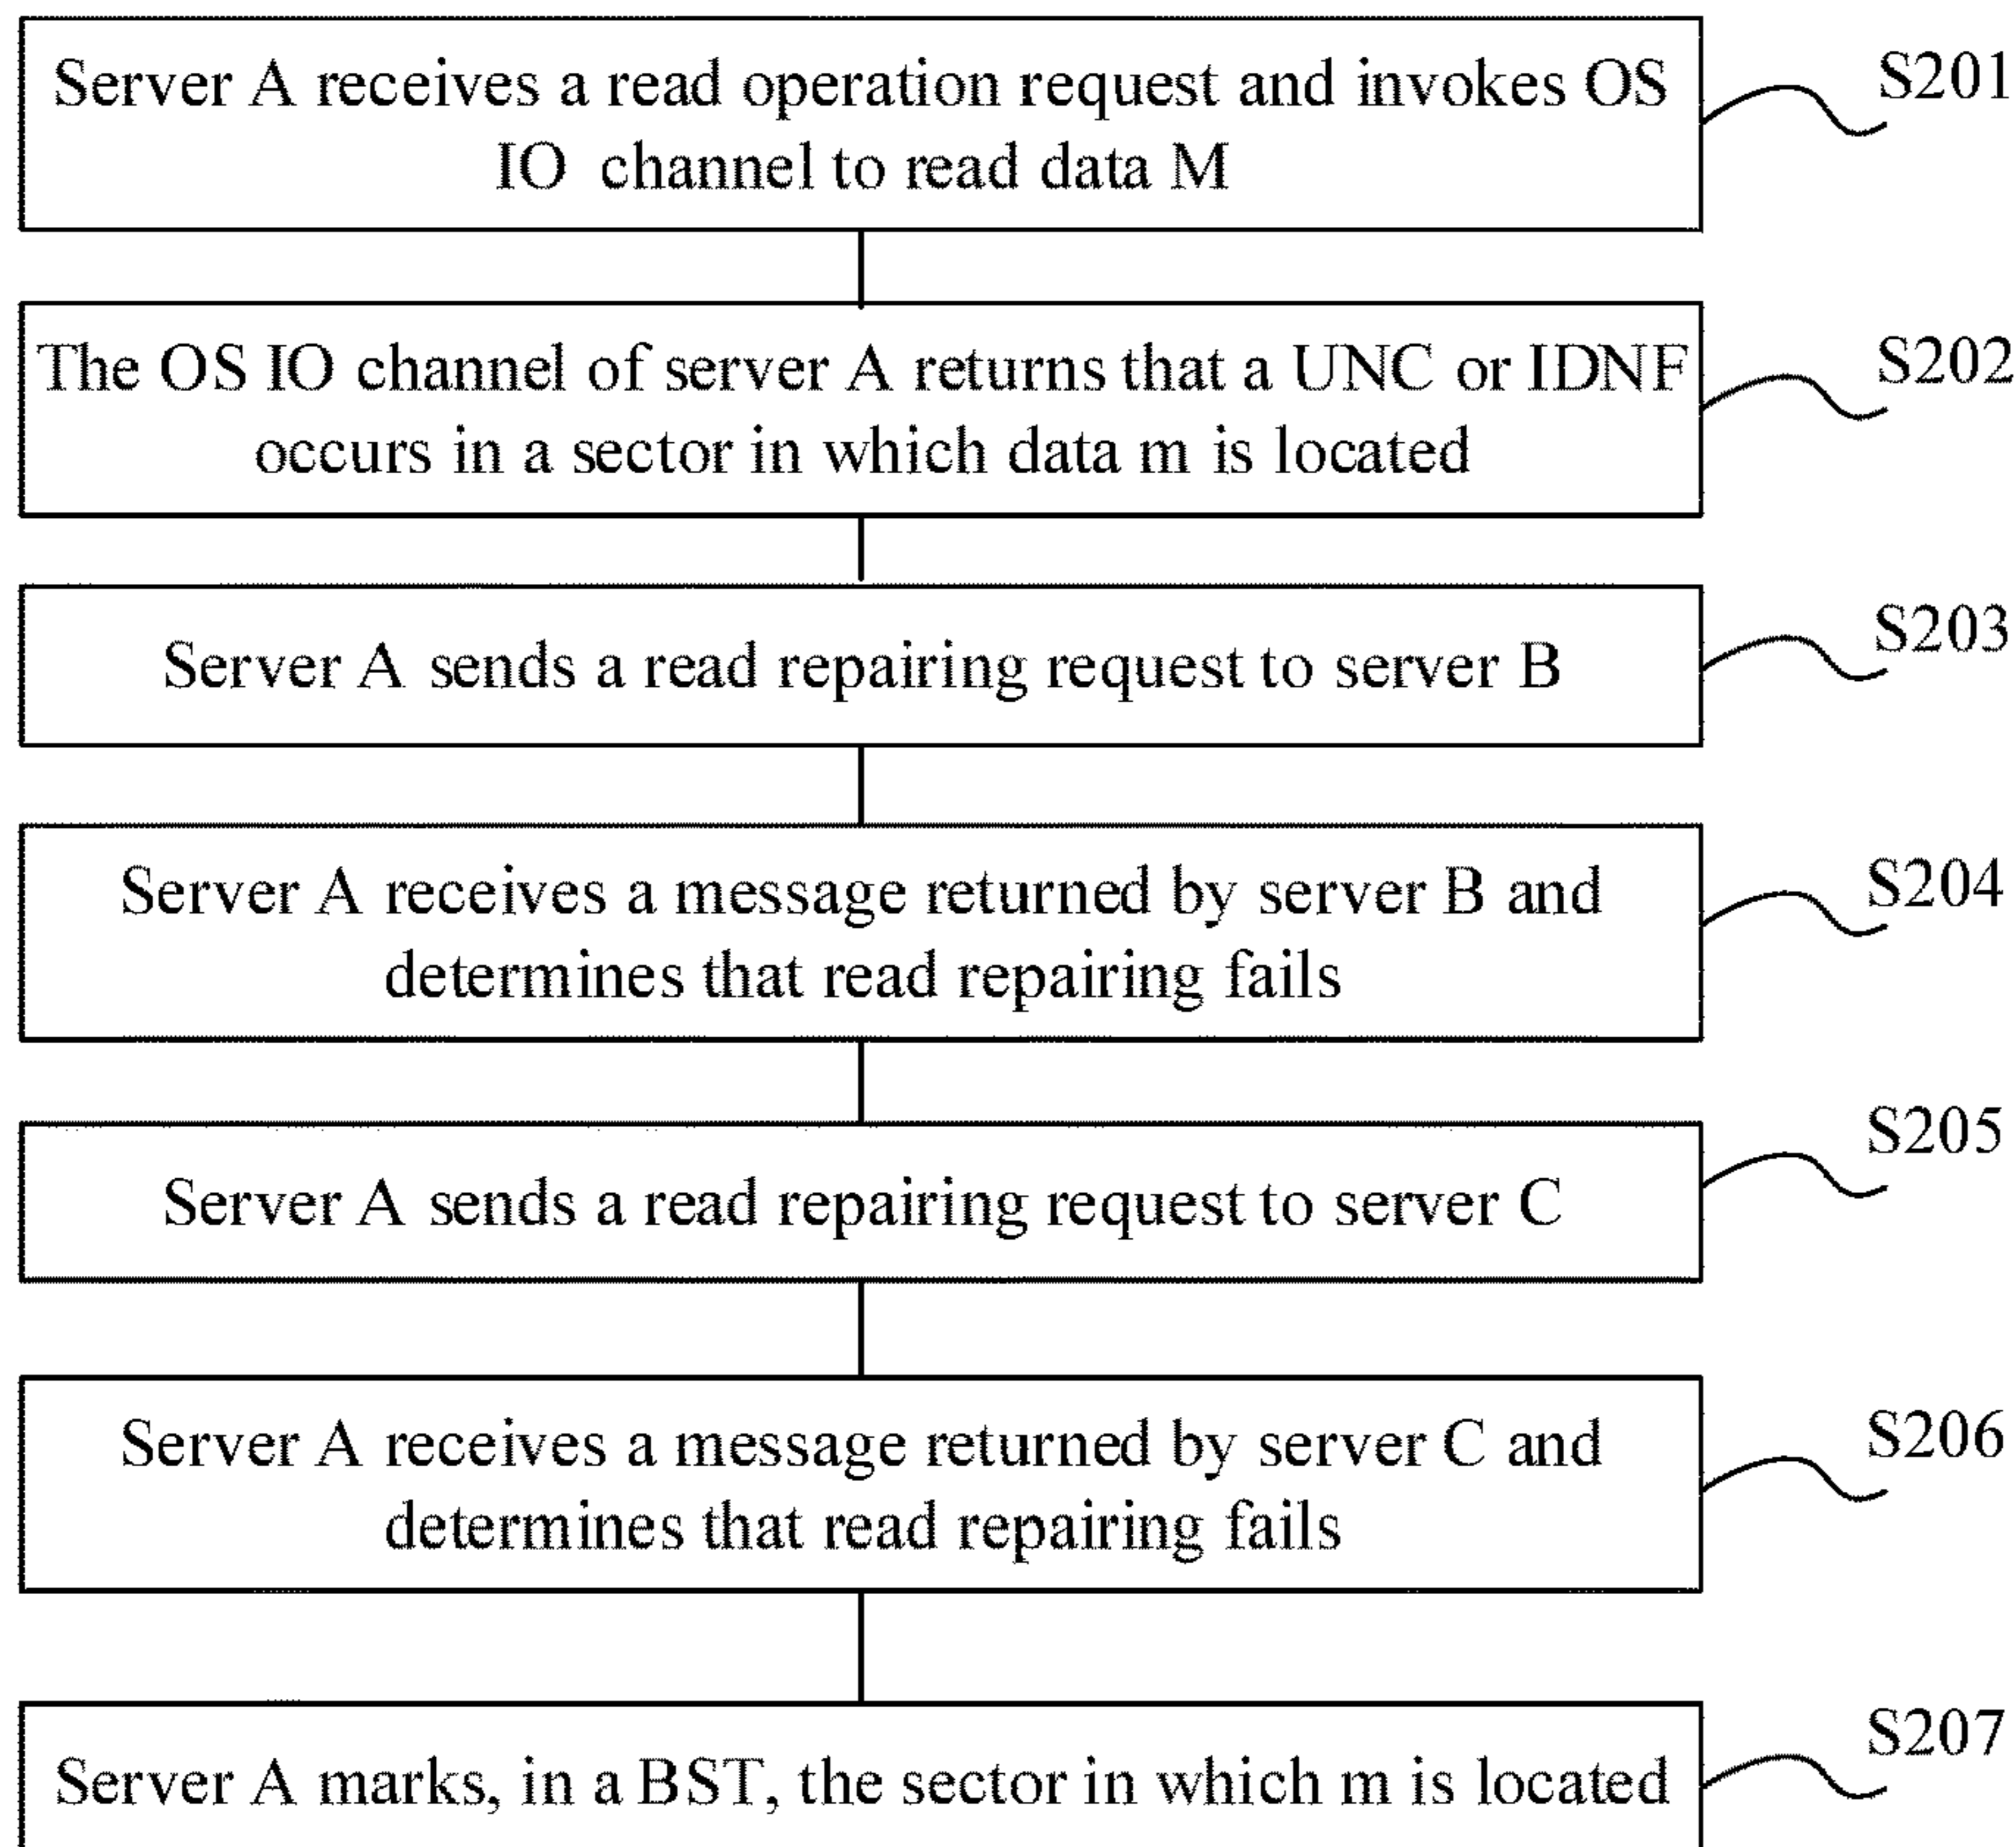 Server A receives a read operation request and invokes OS
IO channel to read data M
S201
The OS IO channel of server A returns that a UNC or IDNF
occurs in a sector in which data m is located
S202
Server A sends a read repairing request to server B
S203
Server A receives a message returned by server B and
determines that read repairing fails
S204
Server A sends a read repairing request to server C
S205
Server A receives a message returned by server C and
determines that read repairing fails
S206
Server A marks, in a BST, the sector in which m is located
S207